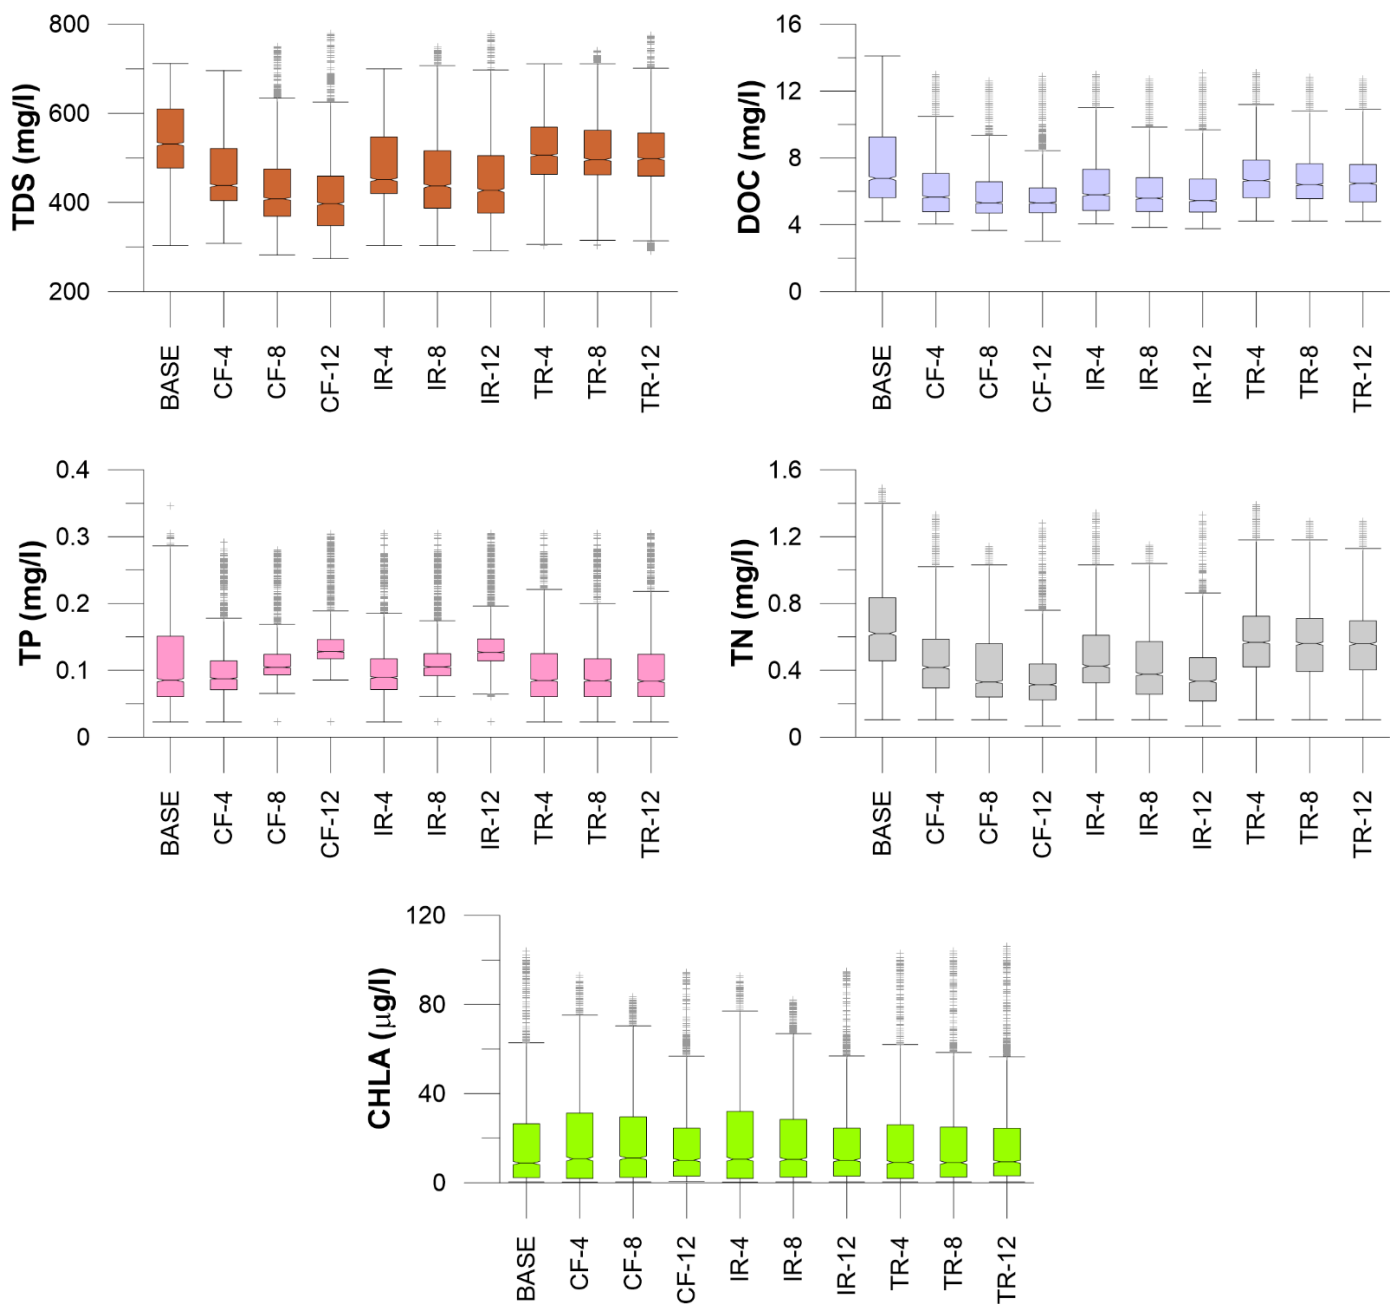 TDS (mg/l)
800
600
400
200
BASE
CF-4
CF-8
CF-12
IR-4
IR-8
IR-12
TR-4
TR-8
TR-12
DOC (mg/l)
16
12
8
4
0
BASE
CF-4
CF-8
CF-12
IR-4
IR-8
IR-12
TR-4
TR-8
TR-12
TP (mg/l)
0.4
0.3
0.2
0.1
0
BASE
CF-4
CF-8
CF-12
IR-4
IR-8
IR-12
TR-4
TR-8
TR-12
TN (mg/l)
1.6
1.2
0.8
0.4
0
BASE
CF-4
CF-8
CF-12
IR-4
IR-8
IR-12
TR-4
TR-8
TR-12
CHLA (μg/l)
120
80
40
0
BASE
CF-4
CF-8
CF-12
IR-4
IR-8
IR-12
TR-4
TR-8
TR-12